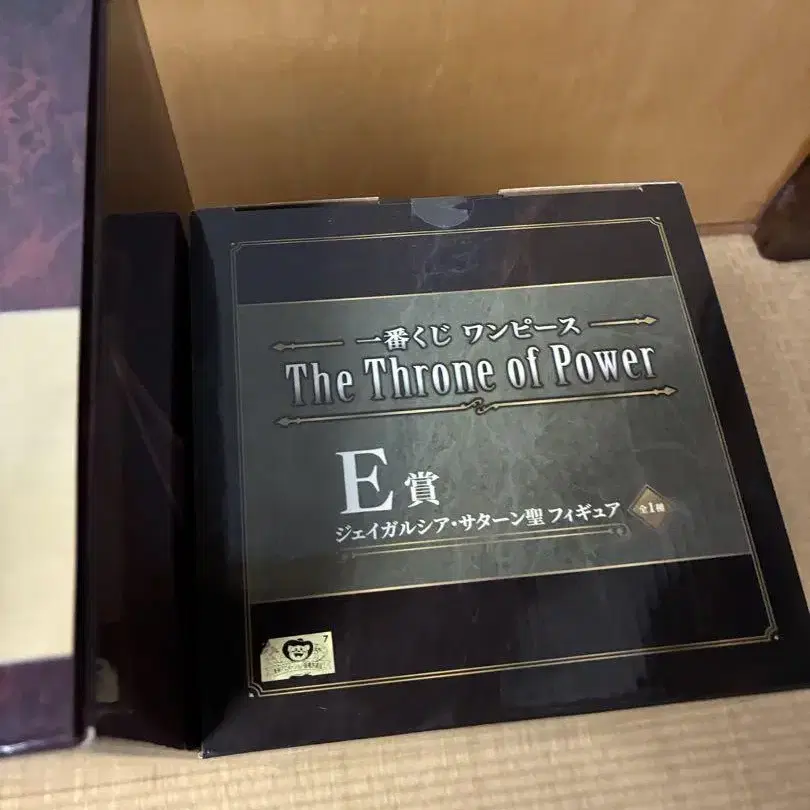 一番くじ ワンピース
The Throne of Power
E賞
ジェイガルシア・サターン聖 フィギュア 全1種
7